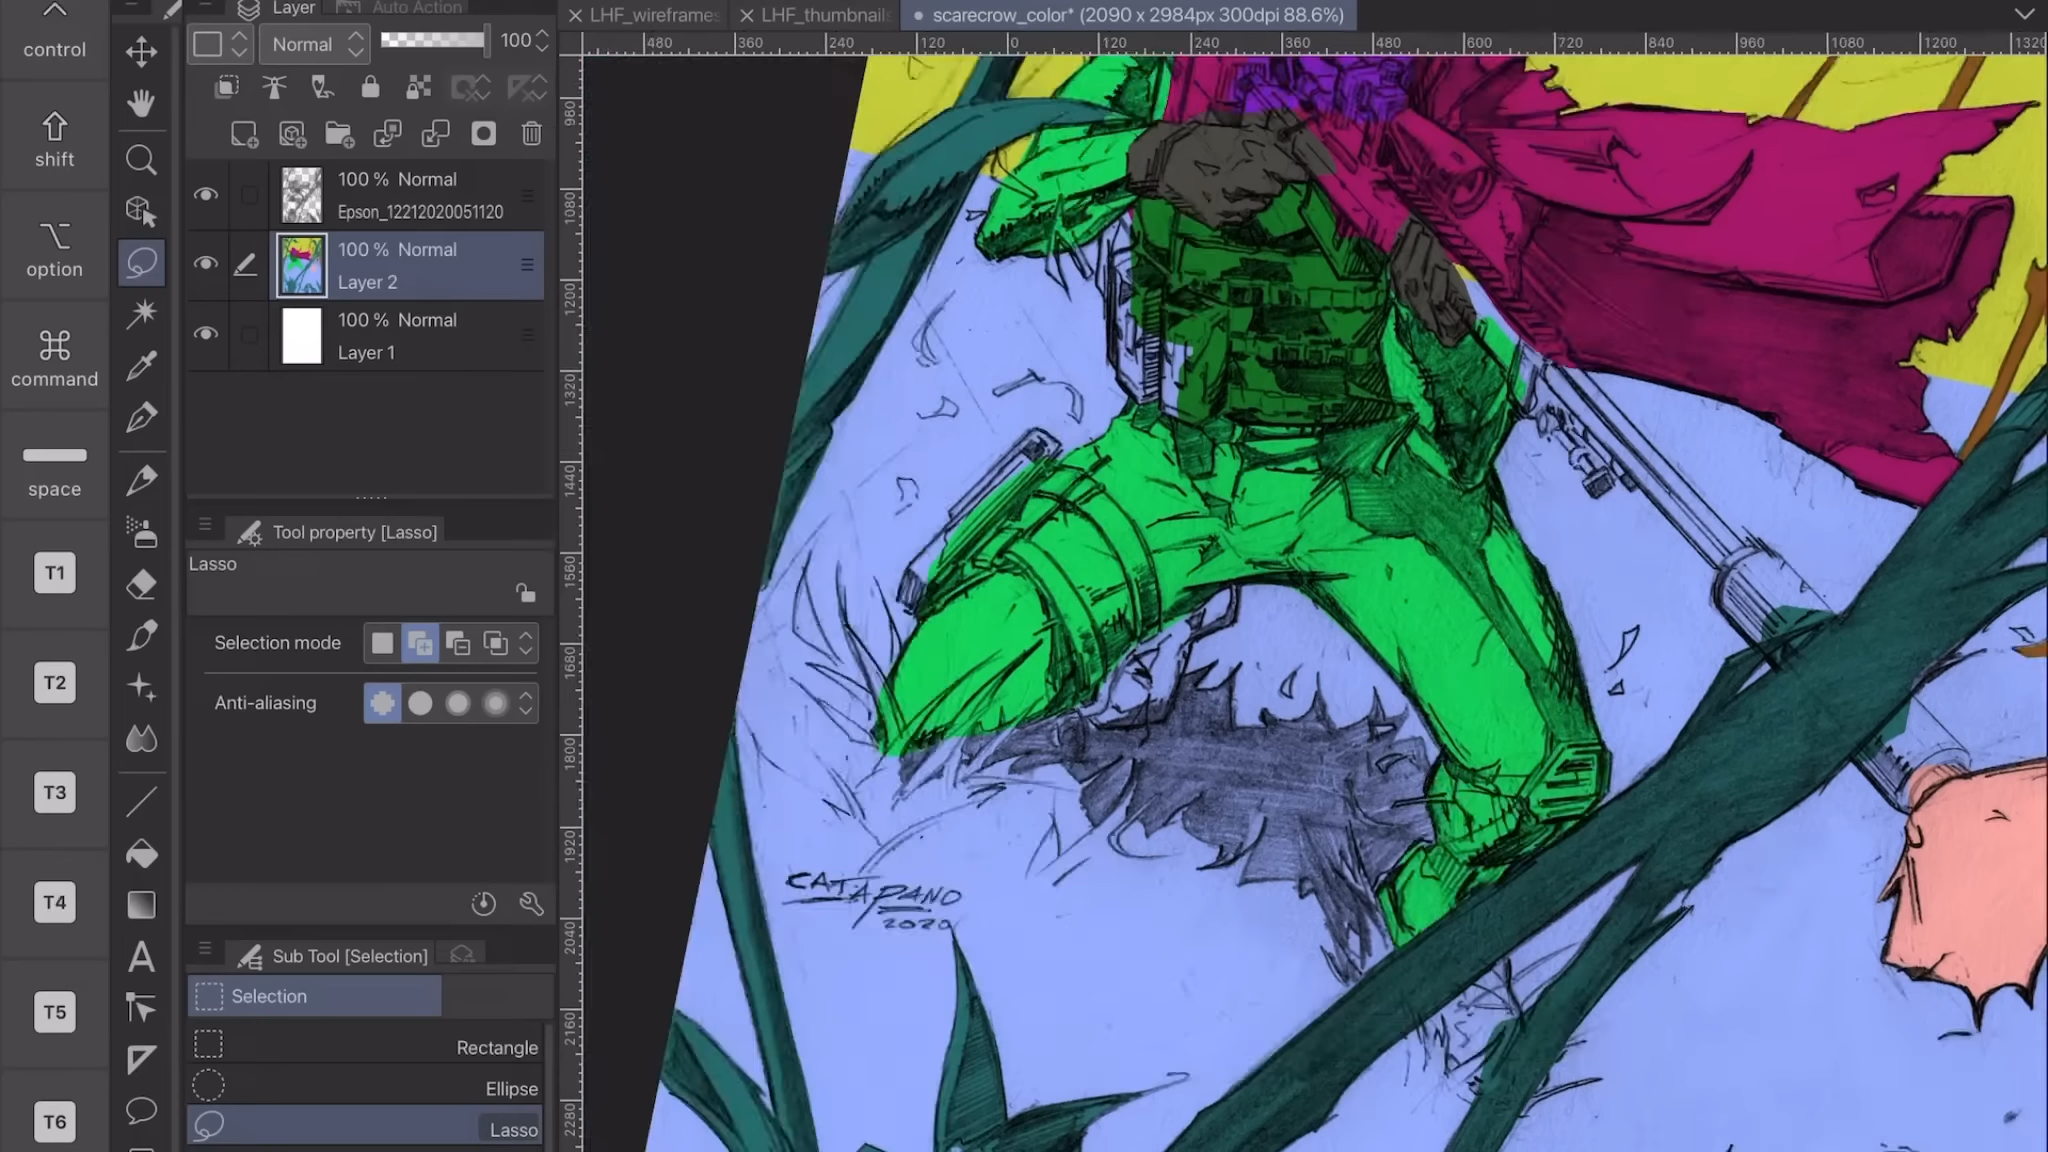 control
shift
option
command
space
T1
T2
T3
T4
T5
T6
Layer
Auto Action
Normal
100
100 % Normal
Epson_12212020051120
100 % Normal
Layer 2
100 % Normal
Layer 1
Tool property [Lasso]
Lasso
Selection mode
Anti-aliasing
Sub Tool [Selection]
Selection
Rectangle
Ellipse
Lasso
LHF_wireframes
LHF_thumbnails
scarecrow_color* (2090 x 2984px 300dpi 88.6%)
480 360 240 120 0 120 240 360 480 600 720 840 960 1080 1200 1320
980
1080
1200
1320
1440
1560
1680
1800
1920
2040
2160
2280
CATAPANO
2020